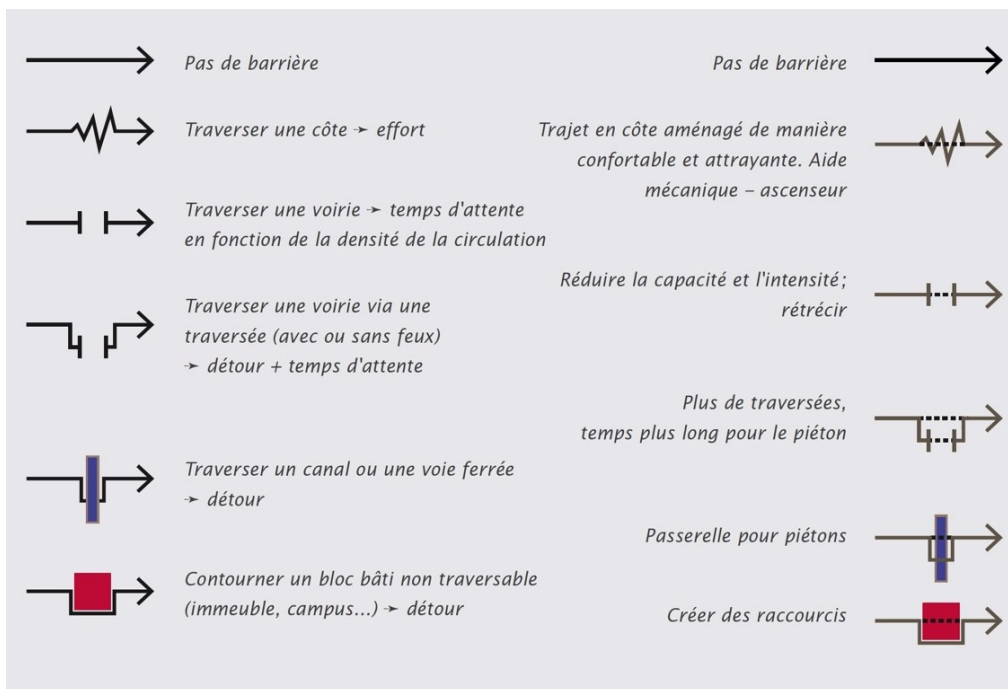 Pas de barrière
Traverser une côte → effort
Traverser une voirie → temps d'attente
en fonction de la densité de la circulation
Traverser une voirie via une
traversée (avec ou sans feux)
→ détour + temps d'attente
Traverser un canal ou une voie ferrée
→ détour
Contourner un bloc bâti non traversable
(immeuble, campus...) → détour
Pas de barrière
Trajet en côte aménagé de manière
confortable et attrayante. Aide
mécanique – ascenseur
Réduire la capacité et l'intensité;
rétrécir
Plus de traversées,
temps plus long pour le piéton
Passerelle pour piétons
Créer des raccourcis